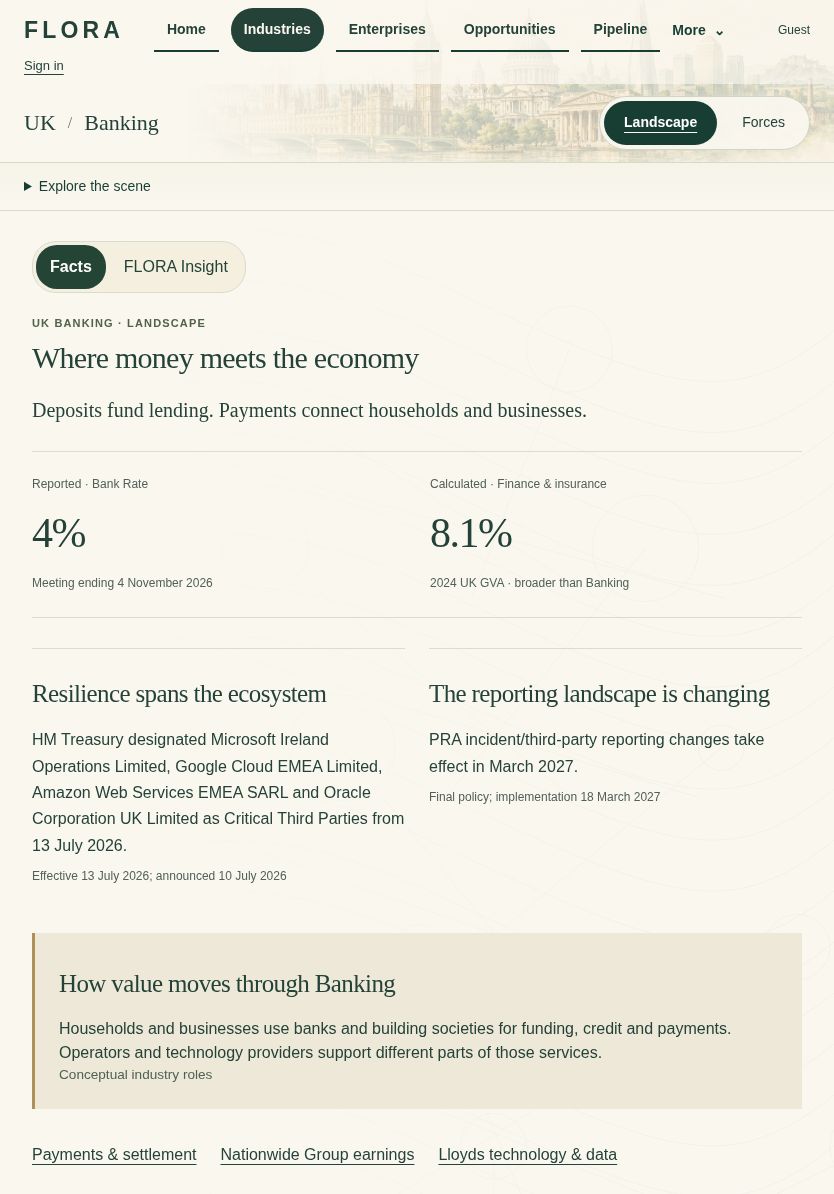 FLORA
Home
Industries
Enterprises
Opportunities
Pipeline
More
Guest
Sign in
UK / Banking
Landscape
Forces
Explore the scene
Facts
FLORA Insight
UK BANKING · LANDSCAPE
Where money meets the economy
Deposits fund lending. Payments connect households and businesses.
Reported · Bank Rate
4%
Meeting ending 4 November 2026
Calculated · Finance & insurance
8.1%
2024 UK GVA · broader than Banking
Resilience spans the ecosystem
HM Treasury designated Microsoft Ireland
Operations Limited, Google Cloud EMEA Limited,
Amazon Web Services EMEA SARL and Oracle
Corporation UK Limited as Critical Third Parties from
13 July 2026.
Effective 13 July 2026; announced 10 July 2026
The reporting landscape is changing
PRA incident/third-party reporting changes take
effect in March 2027.
Final policy; implementation 18 March 2027
How value moves through Banking
Households and businesses use banks and building societies for funding, credit and payments.
Operators and technology providers support different parts of those services.
Conceptual industry roles
Payments & settlement
Nationwide Group earnings
Lloyds technology & data